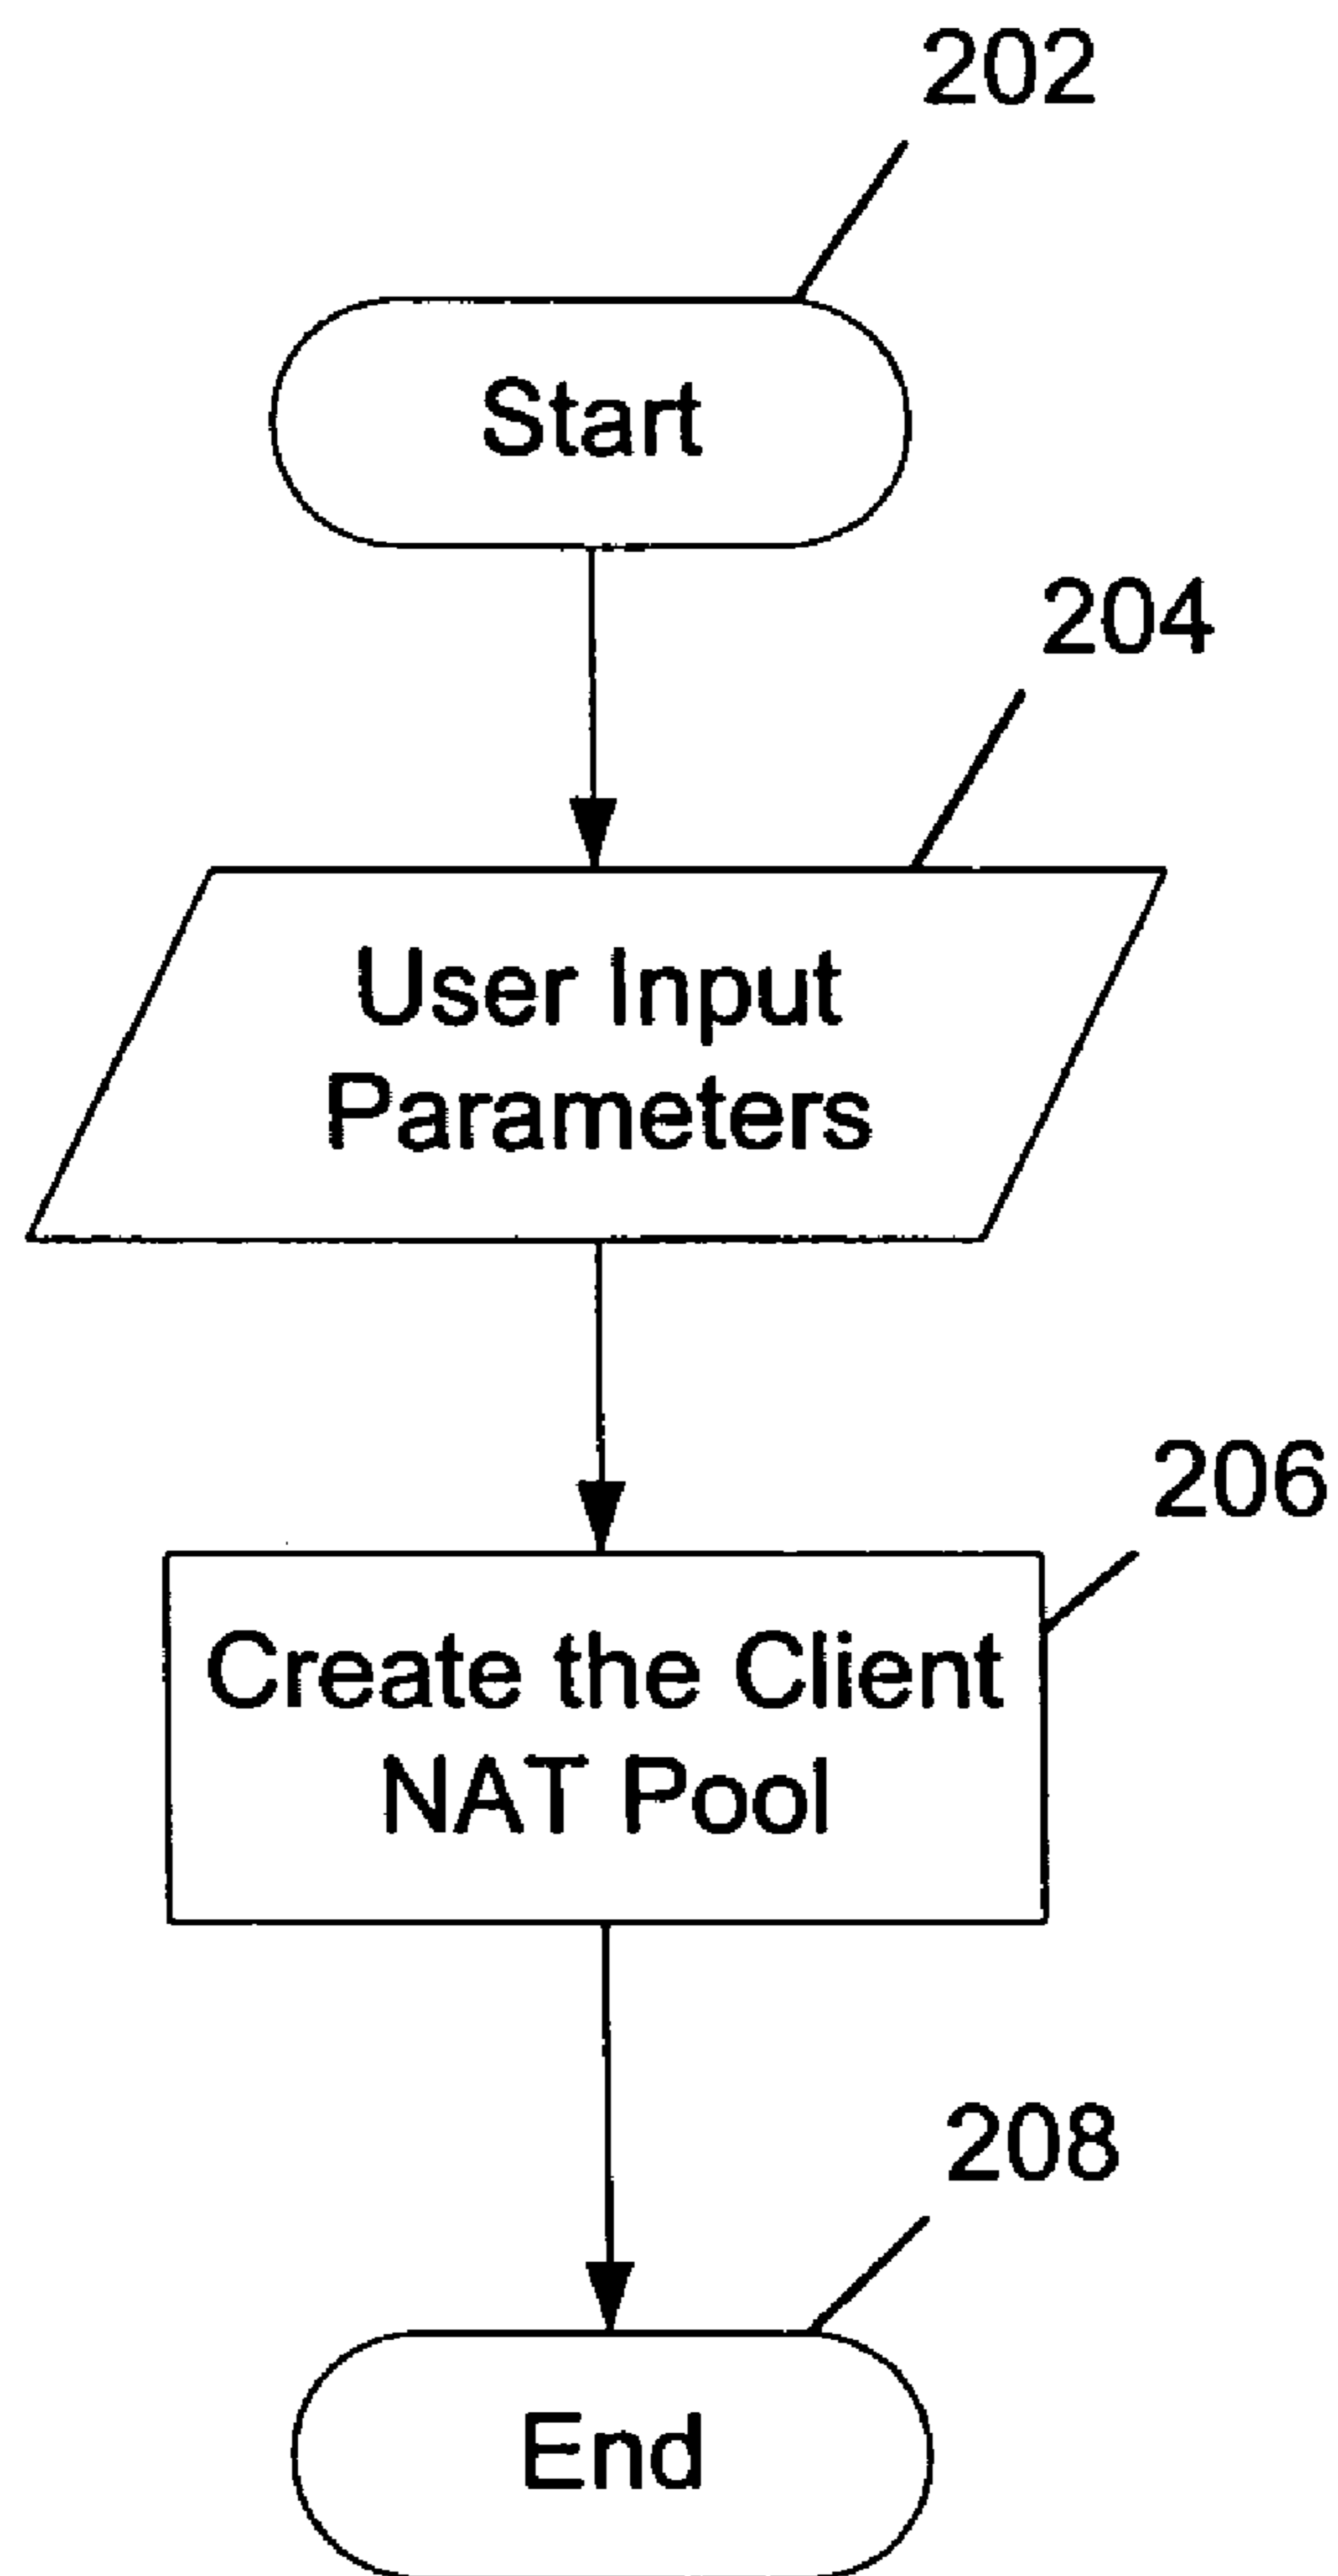 202
Start
204
User Input
Parameters
206
Create the Client
NAT Pool
208
End